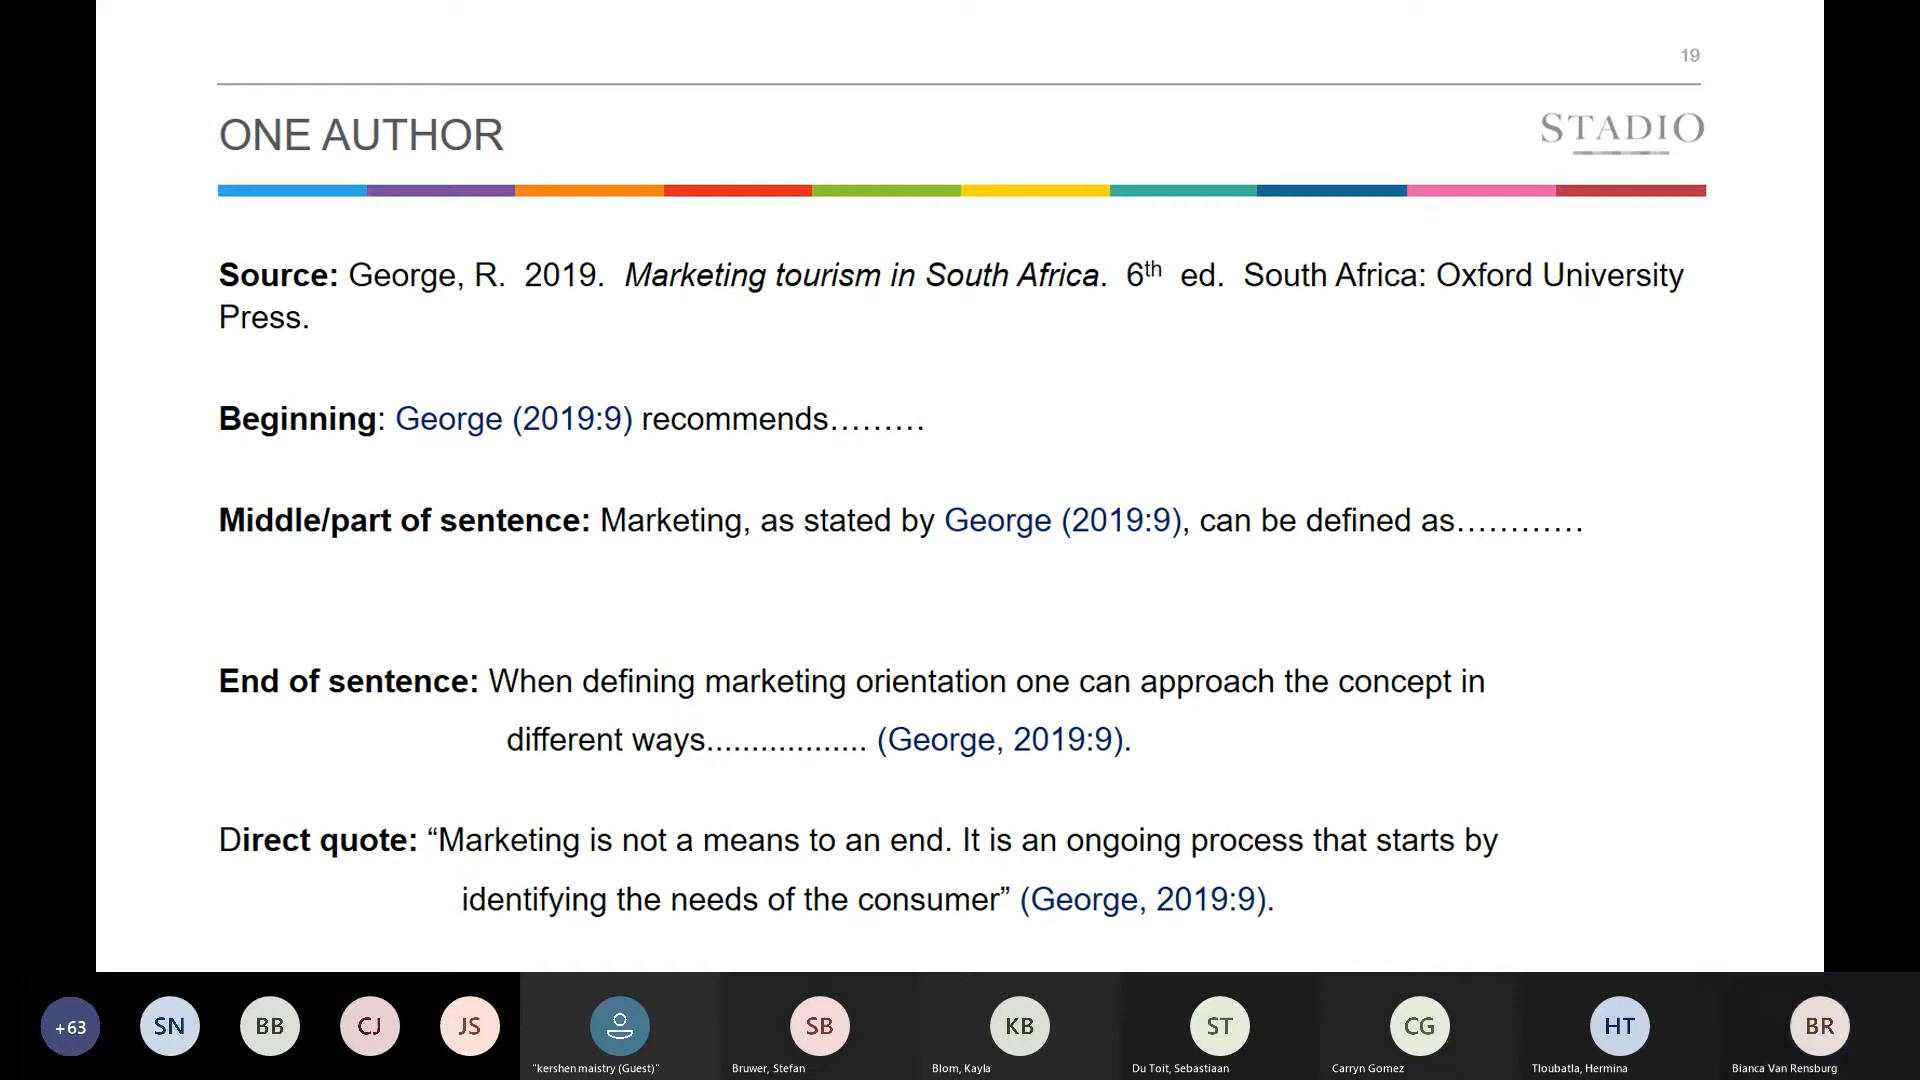 19
ONE AUTHOR
STADIO
Source: George, R. 2019. Marketing tourism in South Africa. 6th ed. South Africa: Oxford University
Press.
Beginning: George (2019:9) recommends………
Middle/part of sentence: Marketing, as stated by George (2019:9), can be defined as…………
End of sentence: When defining marketing orientation one can approach the concept in
different ways.................. (George, 2019:9).
Direct quote: “Marketing is not a means to an end. It is an ongoing process that starts by
identifying the needs of the consumer” (George, 2019:9).
+63 SN BB CJ JS SB KB ST CG HT BR
"kershen maistry (Guest)" Bruwer, Stefan Blom, Kayla Du Toit, Sebastiaan Carryn Gomez Tloubatla, Hermina Bianca Van Rensburg